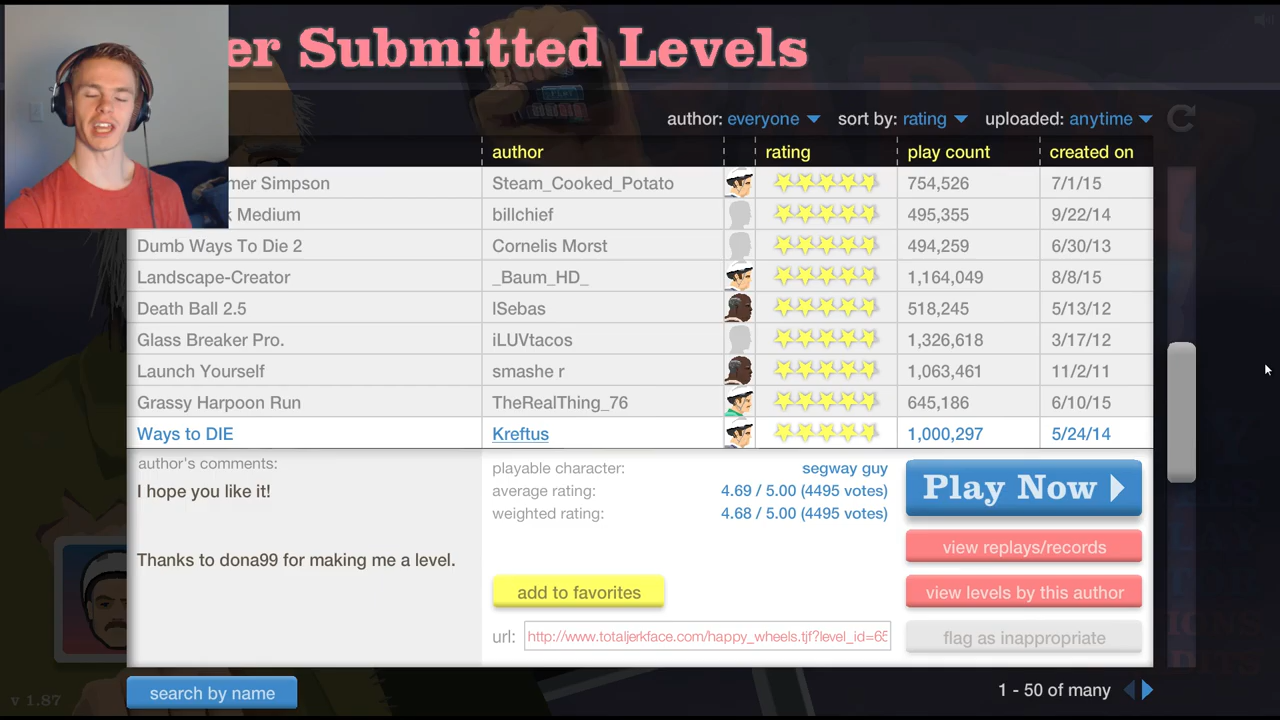 er Submitted Levels
author: everyone sort by: rating uploaded: anytime
author rating play count created on
mer Simpson Steam_Cooked_Potato 754,526 7/1/15
k Medium billchief 495,355 9/22/14
Dumb Ways To Die 2 Cornelis Morst 494,259 6/30/13
Landscape-Creator _Baum_HD_ 1,164,049 8/8/15
Death Ball 2.5 lSebas 518,245 5/13/12
Glass Breaker Pro. iLUVtacos 1,326,618 3/17/12
Launch Yourself smashe r 1,063,461 11/2/11
Grassy Harpoon Run TheRealThing_76 645,186 6/10/15
Ways to DIE Kreftus 1,000,297 5/24/14
author's comments:
I hope you like it!
Thanks to dona99 for making me a level.
playable character: segway guy
average rating: 4.69 / 5.00 (4495 votes)
weighted rating: 4.68 / 5.00 (4495 votes)
add to favorites
url: http://www.totaljerkface.com/happy_wheels.tjf?level_id=65
Play Now
view replays/records
view levels by this author
flag as inappropriate
v 1.87
search by name
1 - 50 of many